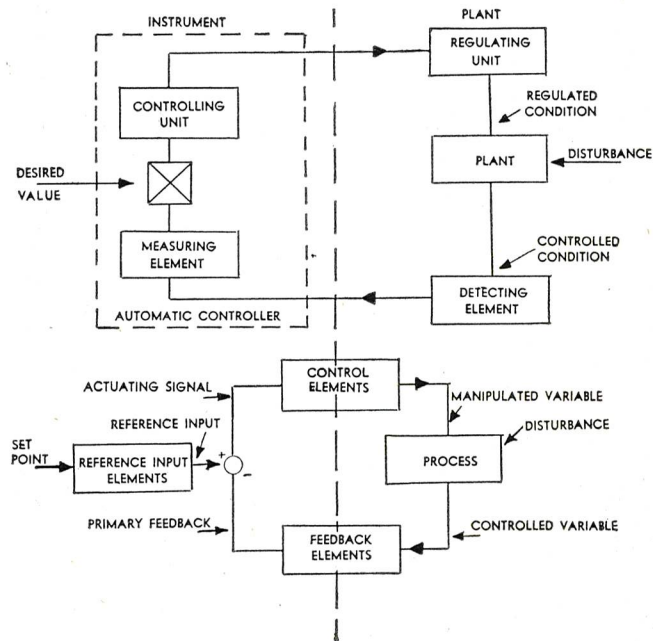 INSTRUMENT
PLANT
REGULATING
UNIT
CONTROLLING
UNIT
REGULATED
CONDITION
PLANT
DISTURBANCE
DESIRED
VALUE
MEASURING
ELEMENT
CONTROLLED
CONDITION
DETECTING
ELEMENT
AUTOMATIC CONTROLLER
CONTROL
ELEMENTS
ACTUATING SIGNAL
MANIPULATED VARIABLE
REFERENCE INPUT
DISTURBANCE
SET
POINT
REFERENCE INPUT
ELEMENTS
+
-
PROCESS
PRIMARY FEEDBACK
FEEDBACK
ELEMENTS
CONTROLLED VARIABLE